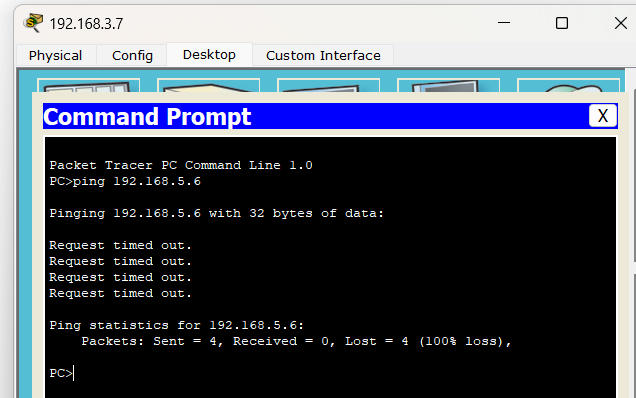 192.168.3.7
Physical Config Desktop Custom Interface
Command Prompt X
Packet Tracer PC Command Line 1.0
PC>ping 192.168.5.6
Pinging 192.168.5.6 with 32 bytes of data:
Request timed out.
Request timed out.
Request timed out.
Request timed out.
Ping statistics for 192.168.5.6:
Packets: Sent = 4, Received = 0, Lost = 4 (100% loss),
PC>